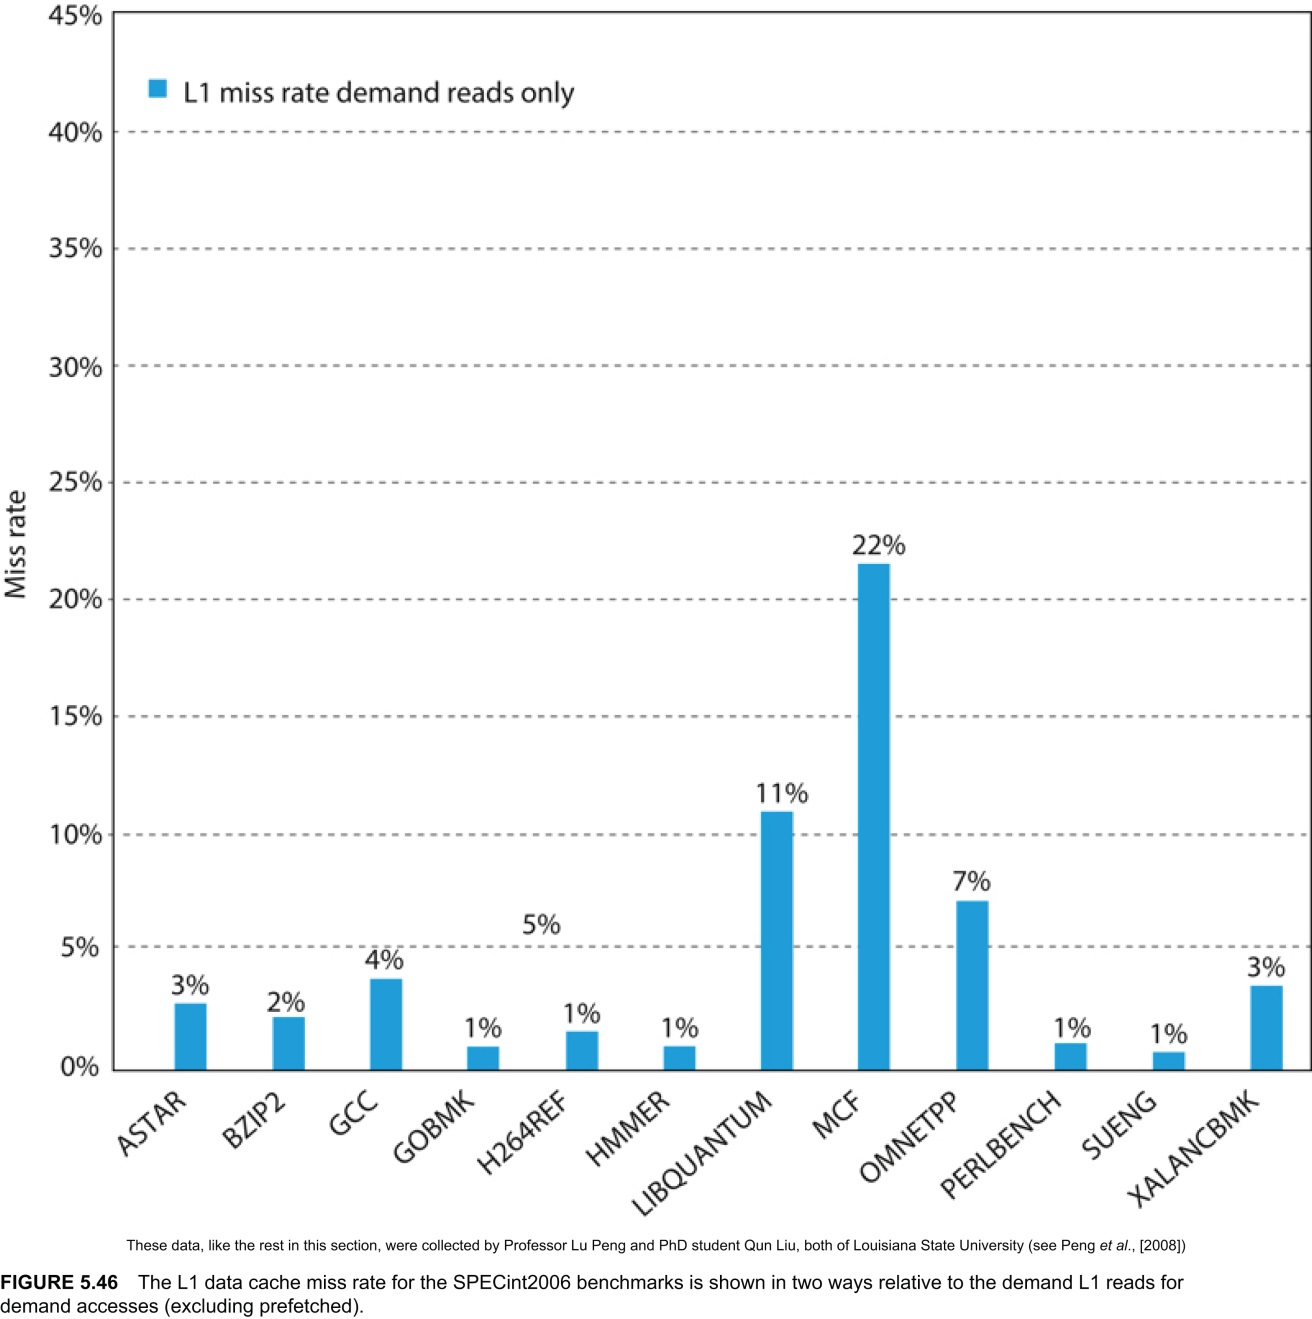 45%
L1 miss rate demand reads only
40%
35%
30%
25%
22%
20%
15%
11%
10%
7%
5%
5%
4%
3%
3%
2%
1%
1%
1%
1%
1%
0%
Miss rate
ASTAR
BZIP2
GCC
GOBMK
H264REF
HMMER
LIBQUANTUM
MCF
OMNETPP
PERLBENCH
SUENG
XALANCBMK
These data, like the rest in this section, were collected by Professor Lu Peng and PhD student Qun Liu, both of Louisiana State University (see Peng et al., [2008])
FIGURE 5.46 The L1 data cache miss rate for the SPECint2006 benchmarks is shown in two ways relative to the demand L1 reads for
demand accesses (excluding prefetched).